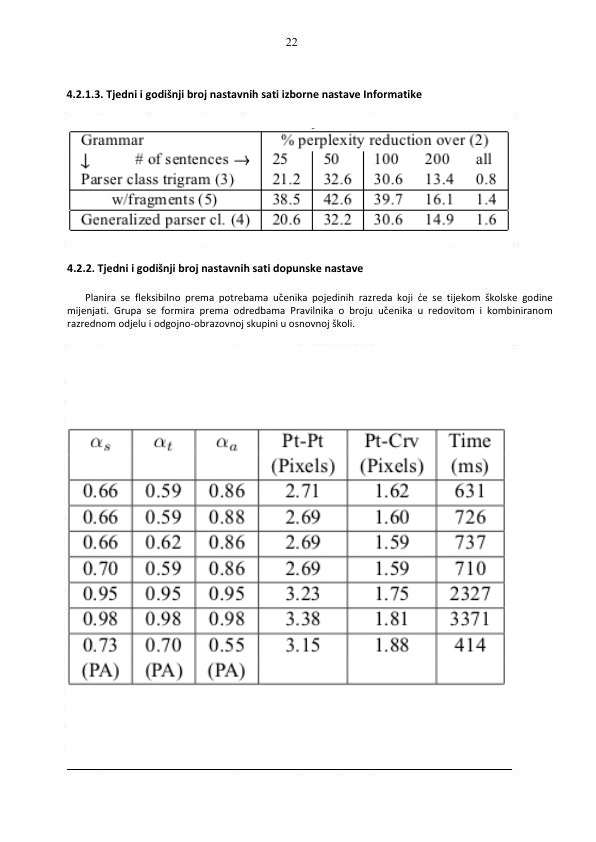 22
4.2.1.3. Tjedni i godišnji broj nastavnih sati izborne nastave Informatike
Grammar % perplexity reduction over (2)
↓ # of sentences → 25 50 100 200 all
Parser class trigram (3) 21.2 32.6 30.6 13.4 0.8
w/fragments (5) 38.5 42.6 39.7 16.1 1.4
Generalized parser cl. (4) 20.6 32.2 30.6 14.9 1.6
4.2.2. Tjedni i godišnji broj nastavnih sati dopunske nastave
Planira se fleksibilno prema potrebama učenika pojedinih razreda koji će se tijekom školske godine
mijenjati. Grupa se formira prema odredbama Pravilnika o broju učenika u redovitom i kombiniranom
razrednom odjelu i odgojno-obrazovnoj skupini u osnovnoj školi.
αs αt αa Pt-Pt Pt-Crv Time
(Pixels) (Pixels) (ms)
0.66 0.59 0.86 2.71 1.62 631
0.66 0.59 0.88 2.69 1.60 726
0.66 0.62 0.86 2.69 1.59 737
0.70 0.59 0.86 2.69 1.59 710
0.95 0.95 0.95 3.23 1.75 2327
0.98 0.98 0.98 3.38 1.81 3371
0.73 0.70 0.55 3.15 1.88 414
(PA) (PA) (PA)